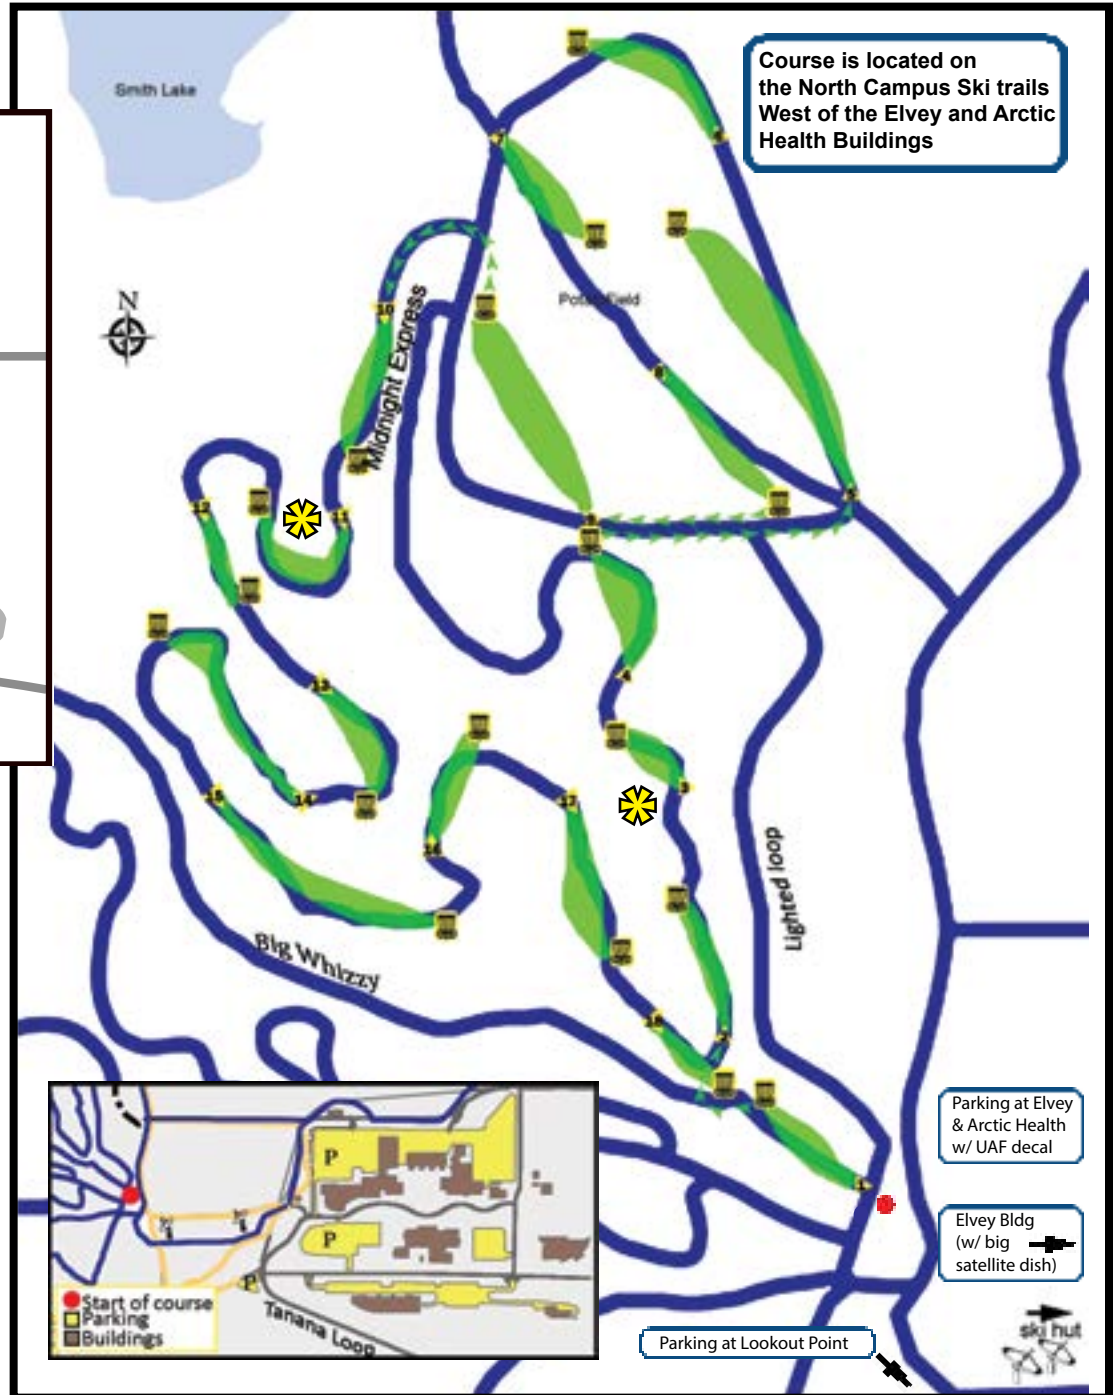 Smith Lake
Course is located on
the North Campus Ski trails
West of the Elvey and Arctic
Health Buildings
N
7
6
Midnight Express
10
8
5
9
12
11
4
13
3
15
14
17
16
Lighted loop
Big Whizzy
18
2
1
Parking at Elvey
& Arctic Health
w/ UAF decal
Elvey Bldg
(w/ big
satellite dish)
P
P
P
Start of course
Parking
Buildings
Tanana Loop
Parking at Lookout Point
ski hut